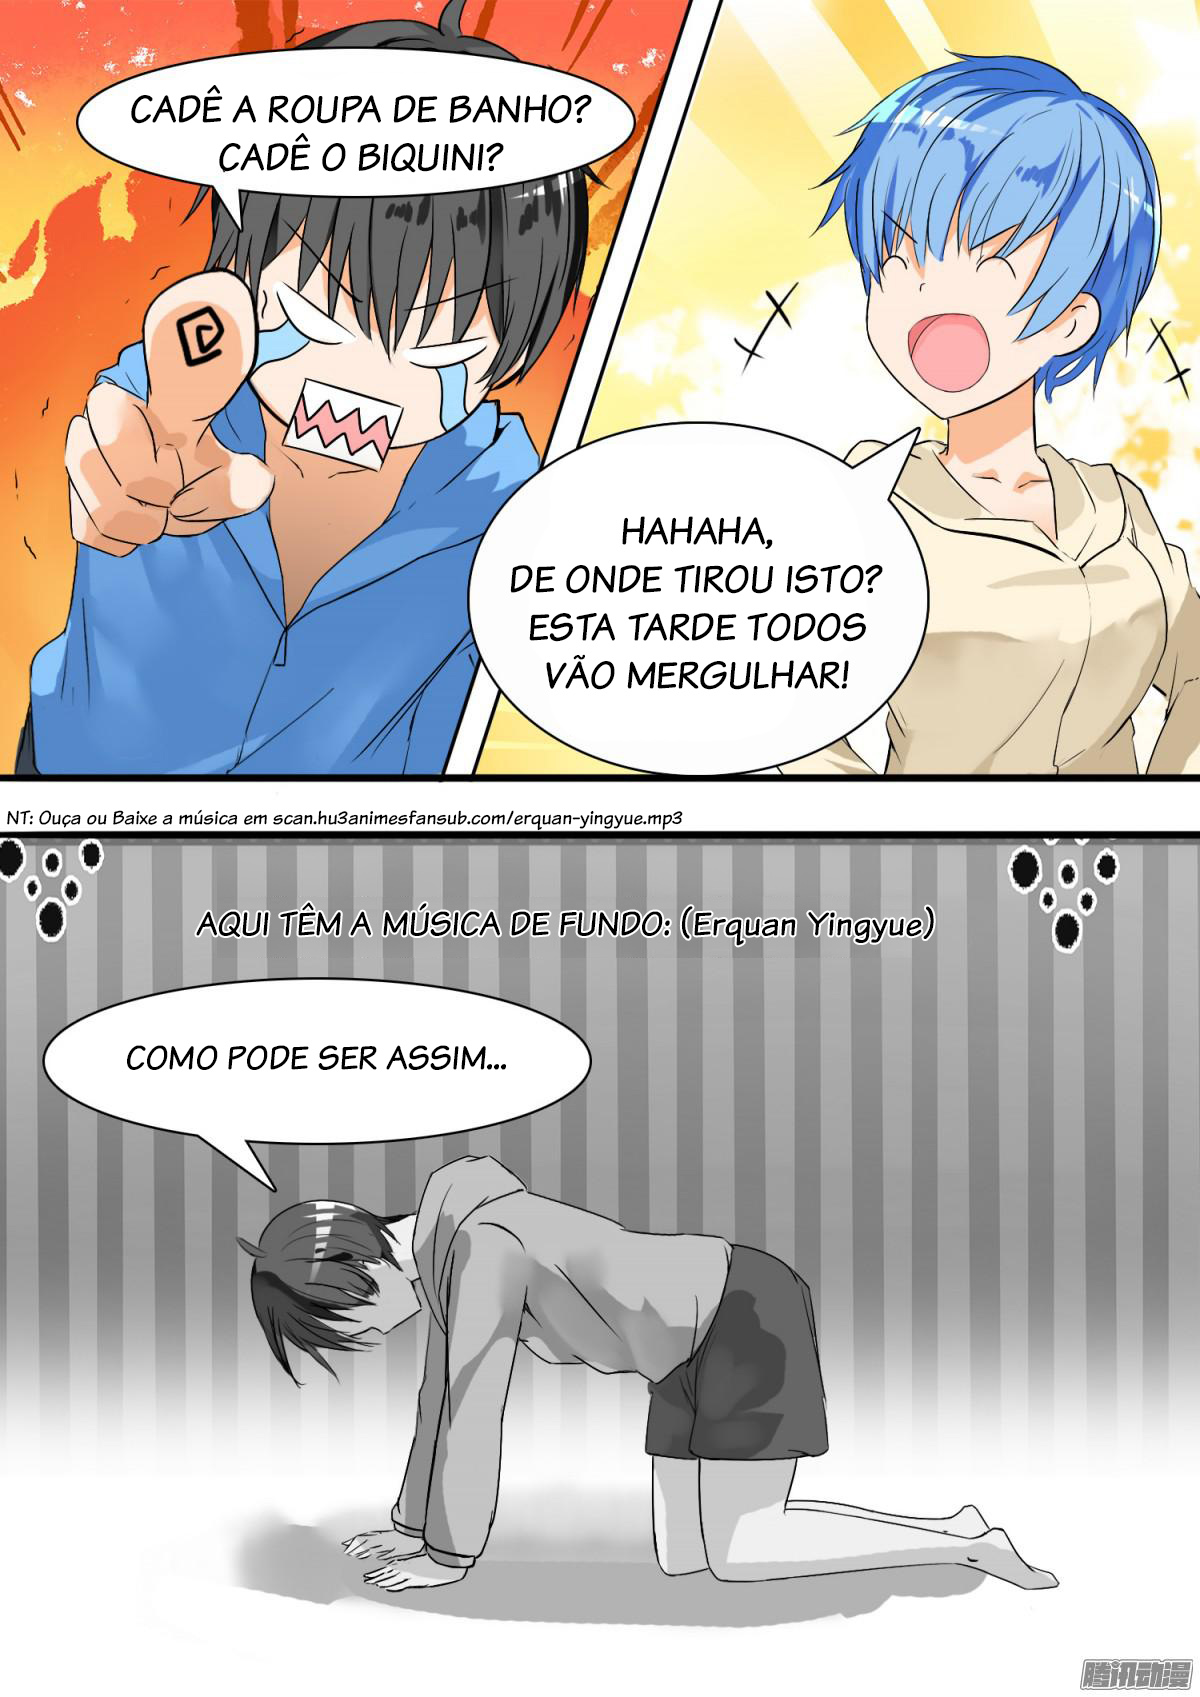 CADÊ A ROUPA DE BANHO?
CADÊ O BIQUINI?
HAHAHA,
DE ONDE TIROU ISTO?
ESTA TARDE TODOS
VÃO MERGULHAR!
NT: Ouça ou Baixe a música em scan.hu3animesfansub.com/erquan-yingyue.mp3
AQUI TÊM A MÚSICA DE FUNDO: (Erquan Yingyue)
COMO PODE SER ASSIM...
腾讯动漫